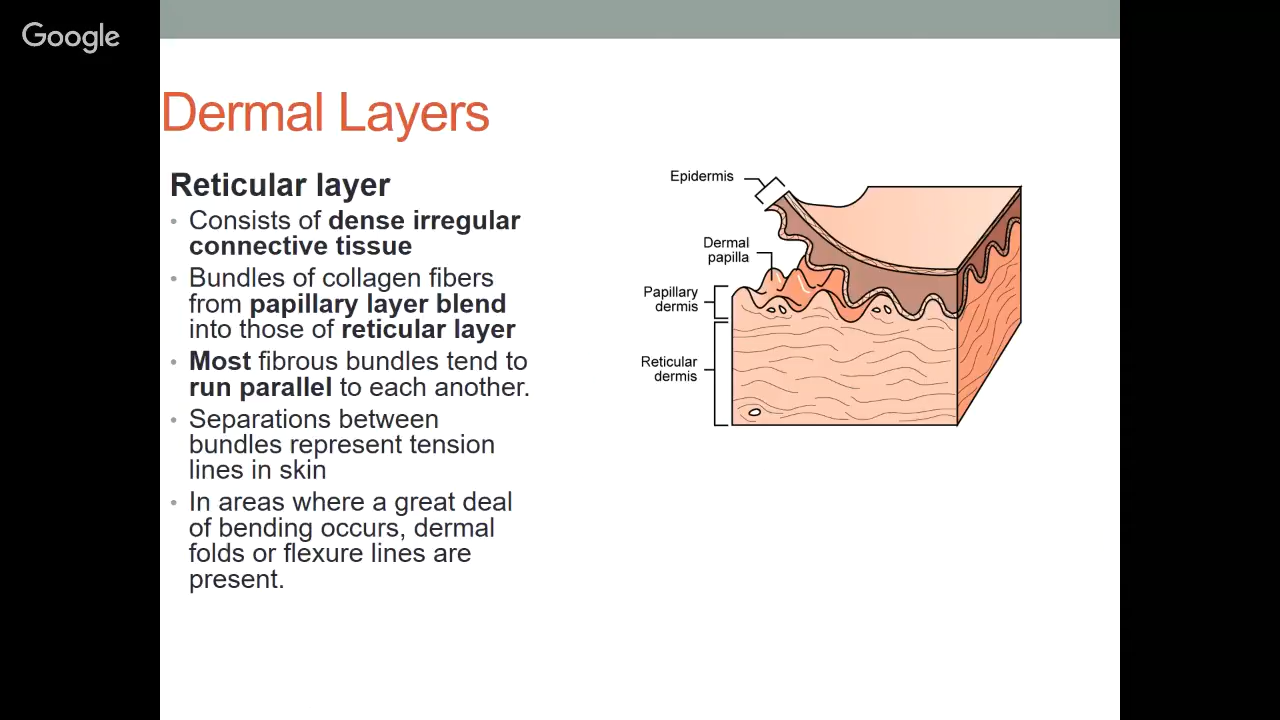 Google
Dermal Layers
Reticular layer
• Consists of dense irregular
connective tissue
• Bundles of collagen fibers
from papillary layer blend
into those of reticular layer
• Most fibrous bundles tend to
run parallel to each another.
• Separations between
bundles represent tension
lines in skin
• In areas where a great deal
of bending occurs, dermal
folds or flexure lines are
present.
Epidermis
Dermal
papilla
Papillary
dermis
Reticular
dermis